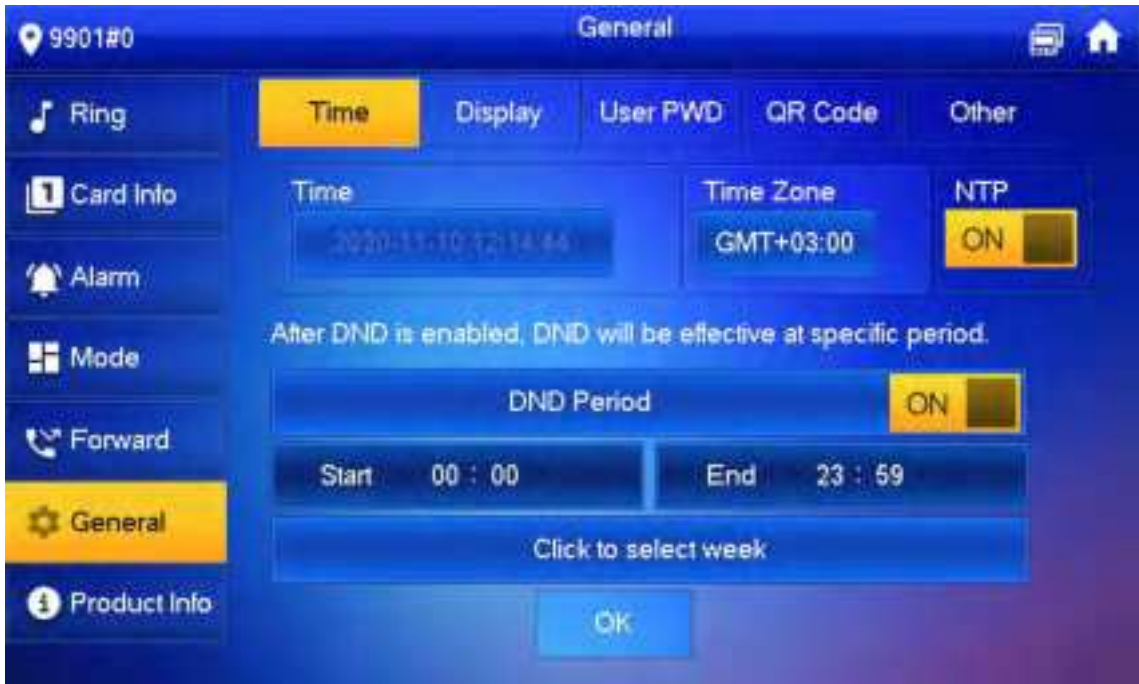 9901#0
General
Ring
Card Info
Alarm
Mode
Forward
General
Product Info
Time
Display
User PWD
QR Code
Other
Time
2020-11-10 12:14:44
Time Zone
GMT+03:00
NTP
ON
After DND is enabled, DND will be effective at specific period.
DND Period
ON
Start 00 : 00
End 23 : 59
Click to select week
OK